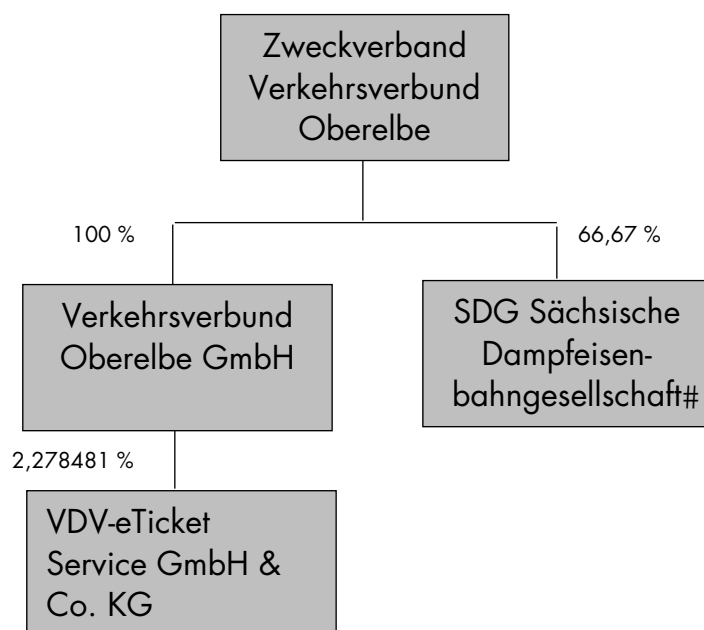 Zweckverband
Verkehrsverbund
Oberelbe
100 %
66,67 %
Verkehrsverbund
Oberelbe GmbH
SDG Sächsische
Dampfeisen-
bahngesellschaft#
2,278481 %
VDV-eTicket
Service GmbH &
Co. KG